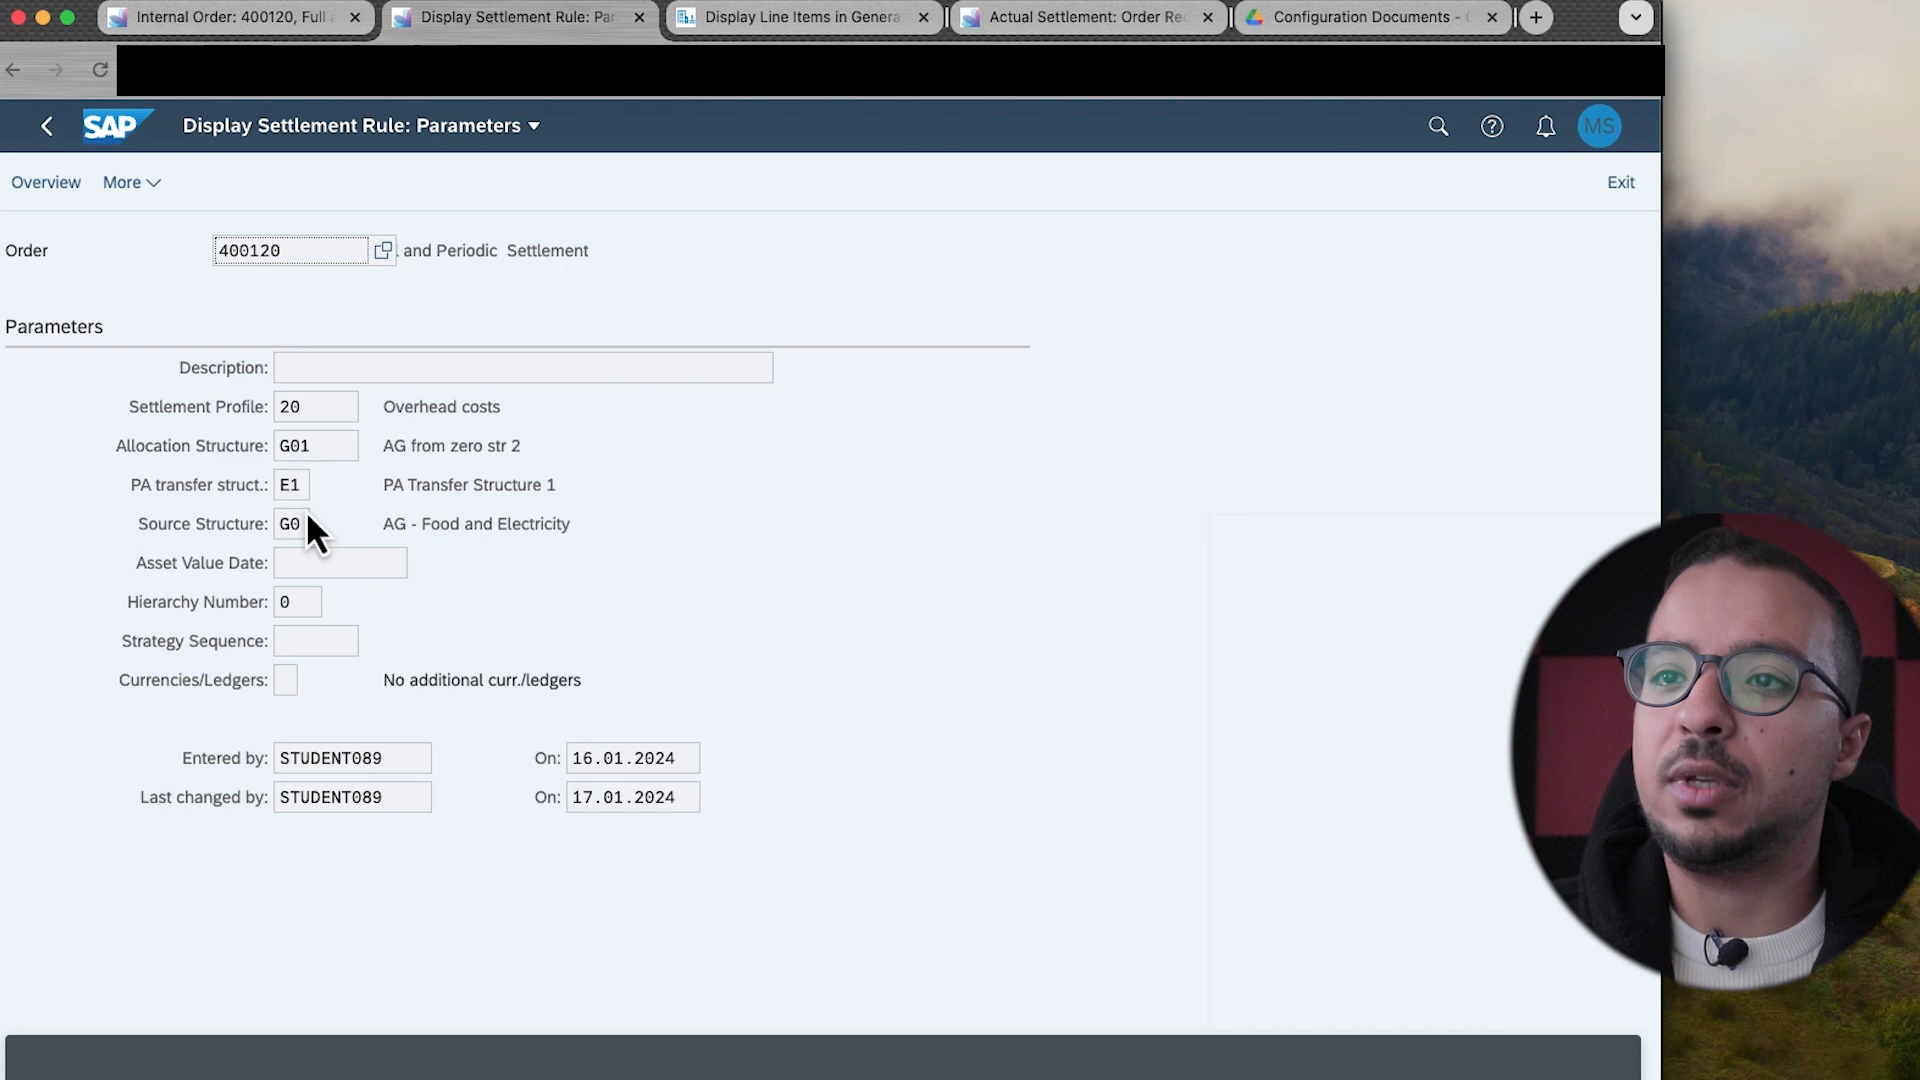 Internal Order: 400120, Full a
Display Settlement Rule: Par
Display Line Items in Genera
Actual Settlement: Order Re
Configuration Documents -
SAP
Display Settlement Rule: Parameters
MS
Overview
More
Exit
Order
400120
and Periodic Settlement
Parameters
Description:
Settlement Profile: 20 Overhead costs
Allocation Structure: G01 AG from zero str 2
PA transfer struct.: E1 PA Transfer Structure 1
Source Structure: G0 AG - Food and Electricity
Asset Value Date:
Hierarchy Number: 0
Strategy Sequence:
Currencies/Ledgers: No additional curr./ledgers
Entered by: STUDENT089 On: 16.01.2024
Last changed by: STUDENT089 On: 17.01.2024